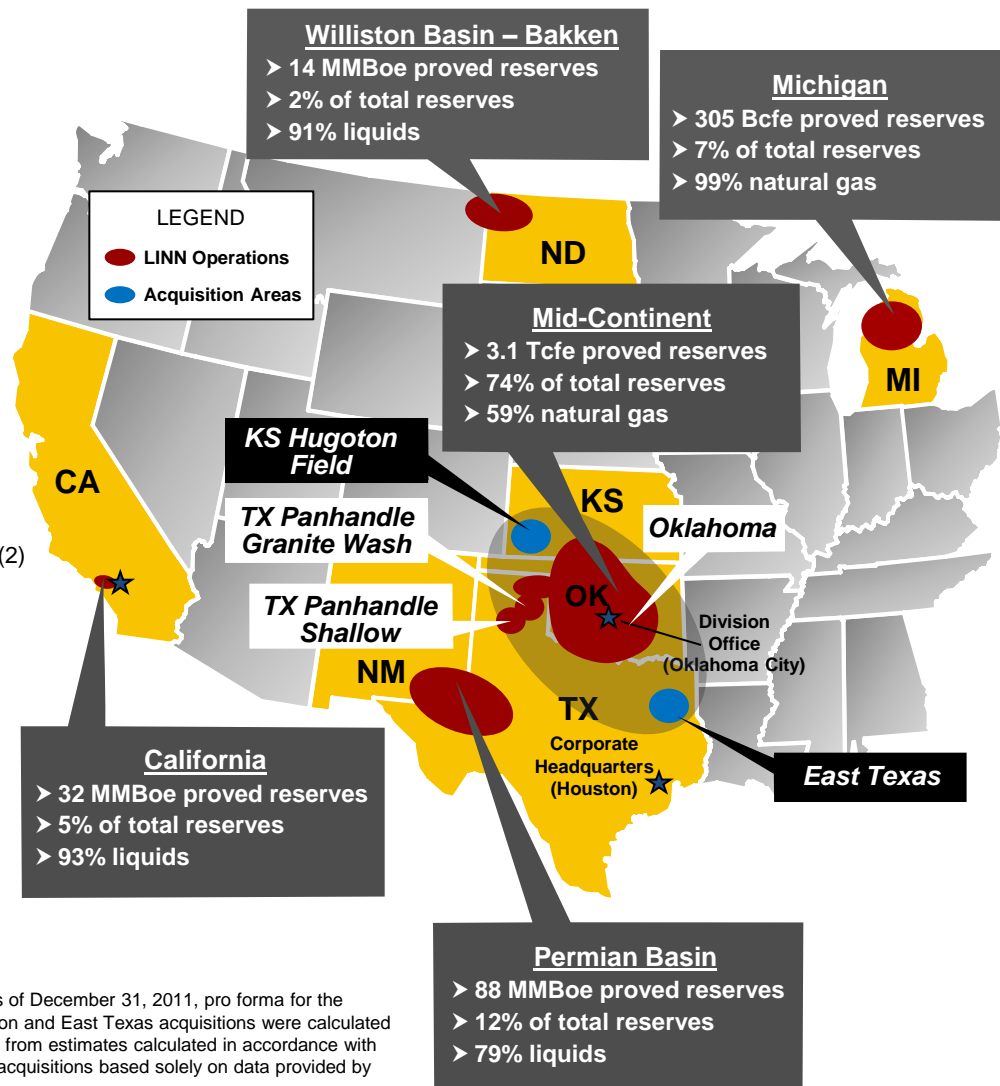 Williston Basin – Bakken
➤ 14 MMBoe proved reserves
➤ 2% of total reserves
➤ 91% liquids
Michigan
➤ 305 Bcfe proved reserves
➤ 7% of total reserves
➤ 99% natural gas
LEGEND
LINN Operations
Acquisition Areas
ND
Mid-Continent
➤ 3.1 Tcfe proved reserves
➤ 74% of total reserves
➤ 59% natural gas
MI
KS Hugoton
Field
CA
KS
TX Panhandle
Granite Wash
Oklahoma
(2)
TX Panhandle
Shallow
OK
Division
Office
(Oklahoma City)
NM
TX
Corporate
Headquarters
(Houston)
East Texas
California
➤ 32 MMBoe proved reserves
➤ 5% of total reserves
➤ 93% liquids
Permian Basin
➤ 88 MMBoe proved reserves
➤ 12% of total reserves
➤ 79% liquids
s of December 31, 2011, pro forma for the
on and East Texas acquisitions were calculated
from estimates calculated in accordance with
acquisitions based solely on data provided by